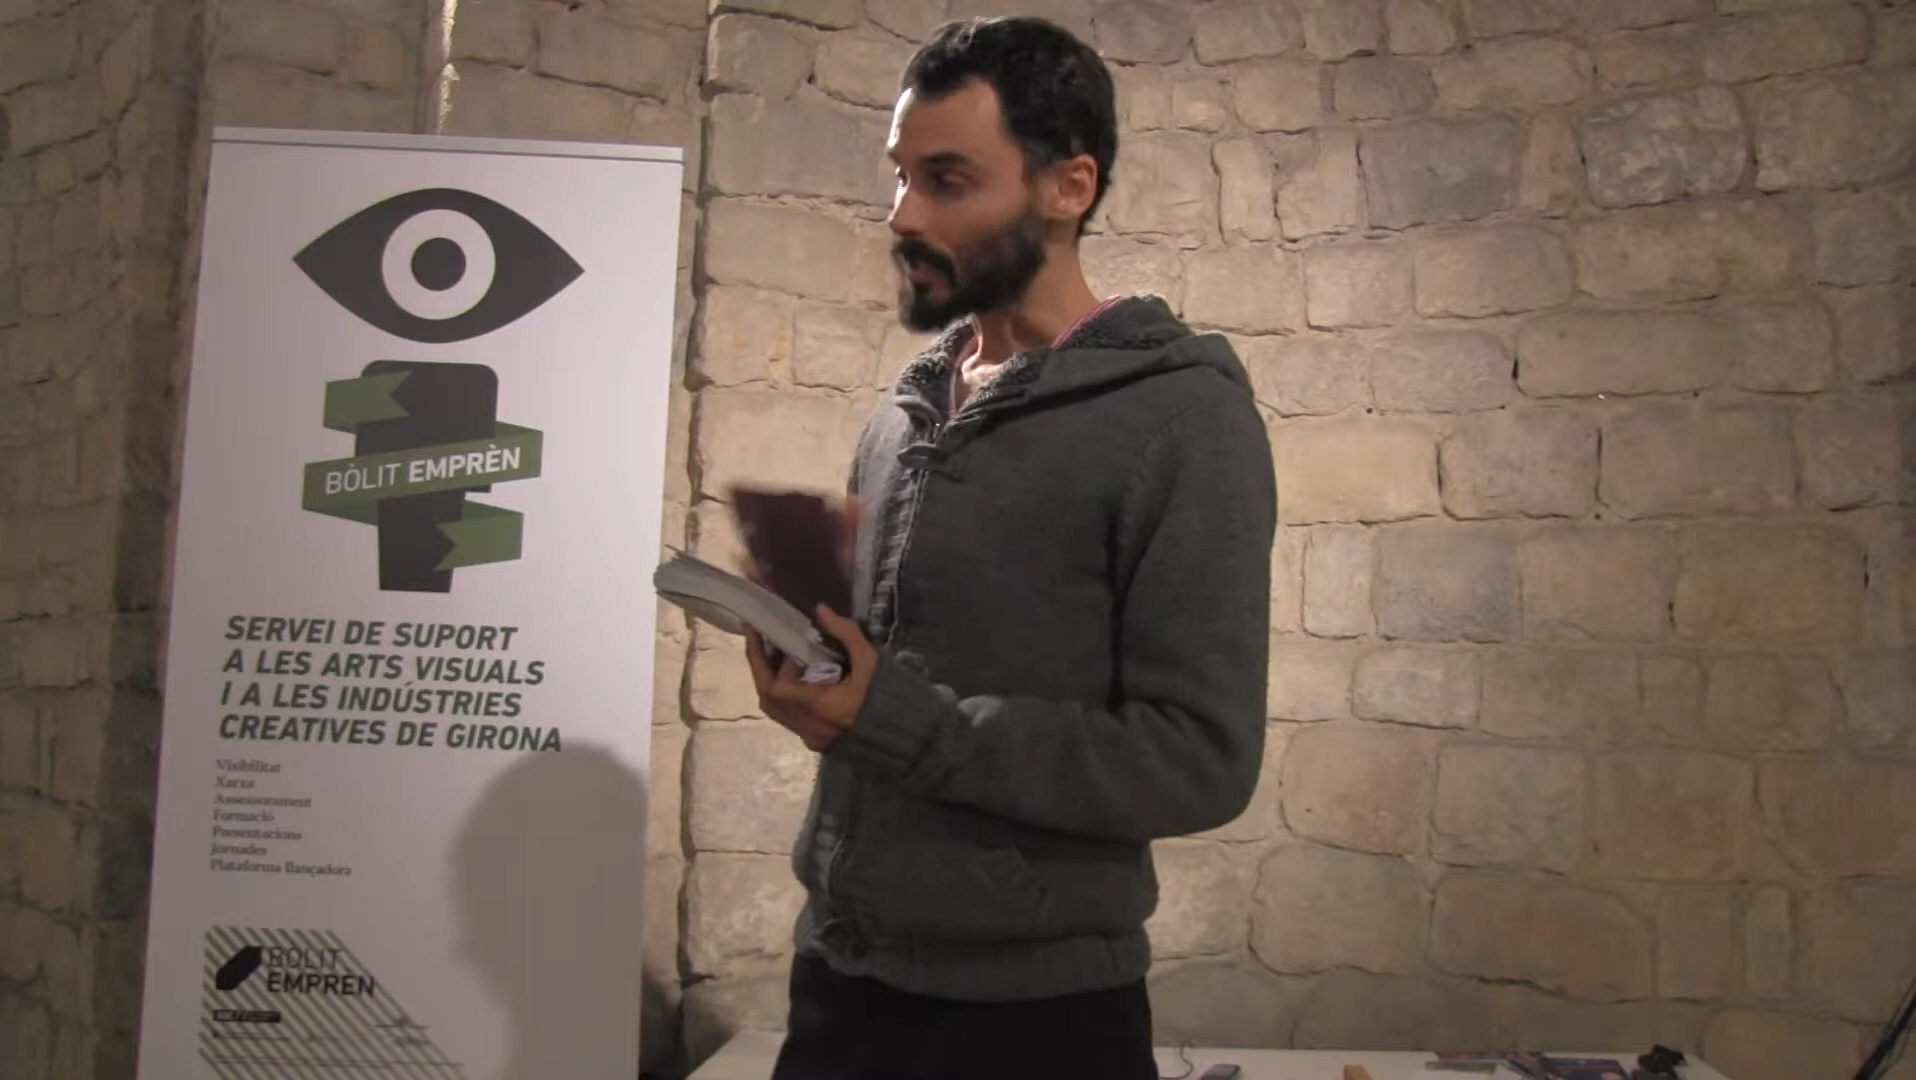 BÒLIT EMPRÈN
SERVEI DE SUPORT
A LES ARTS VISUALS
I A LES INDÚSTRIES
CREATIVES DE GIRONA
Visibilitat
Xarxa
Assessorament
Formació
Presentacions
Jornades
Plataforma llançadora
BÒLIT
EMPRÈN